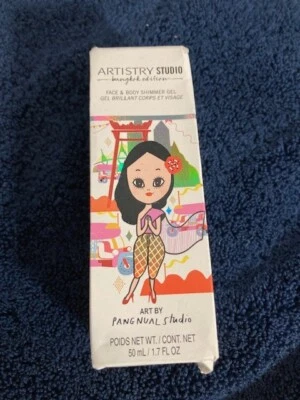 ARTISTRY STUDIO
bangkok edition
FACE & BODY SHIMMER GEL
GEL BRILLANT CORPS ET VISAGE
ART BY
PANGNUAL Studio
POIDS NET WT. / CONT. NET
50 mL / 1.7 FL OZ